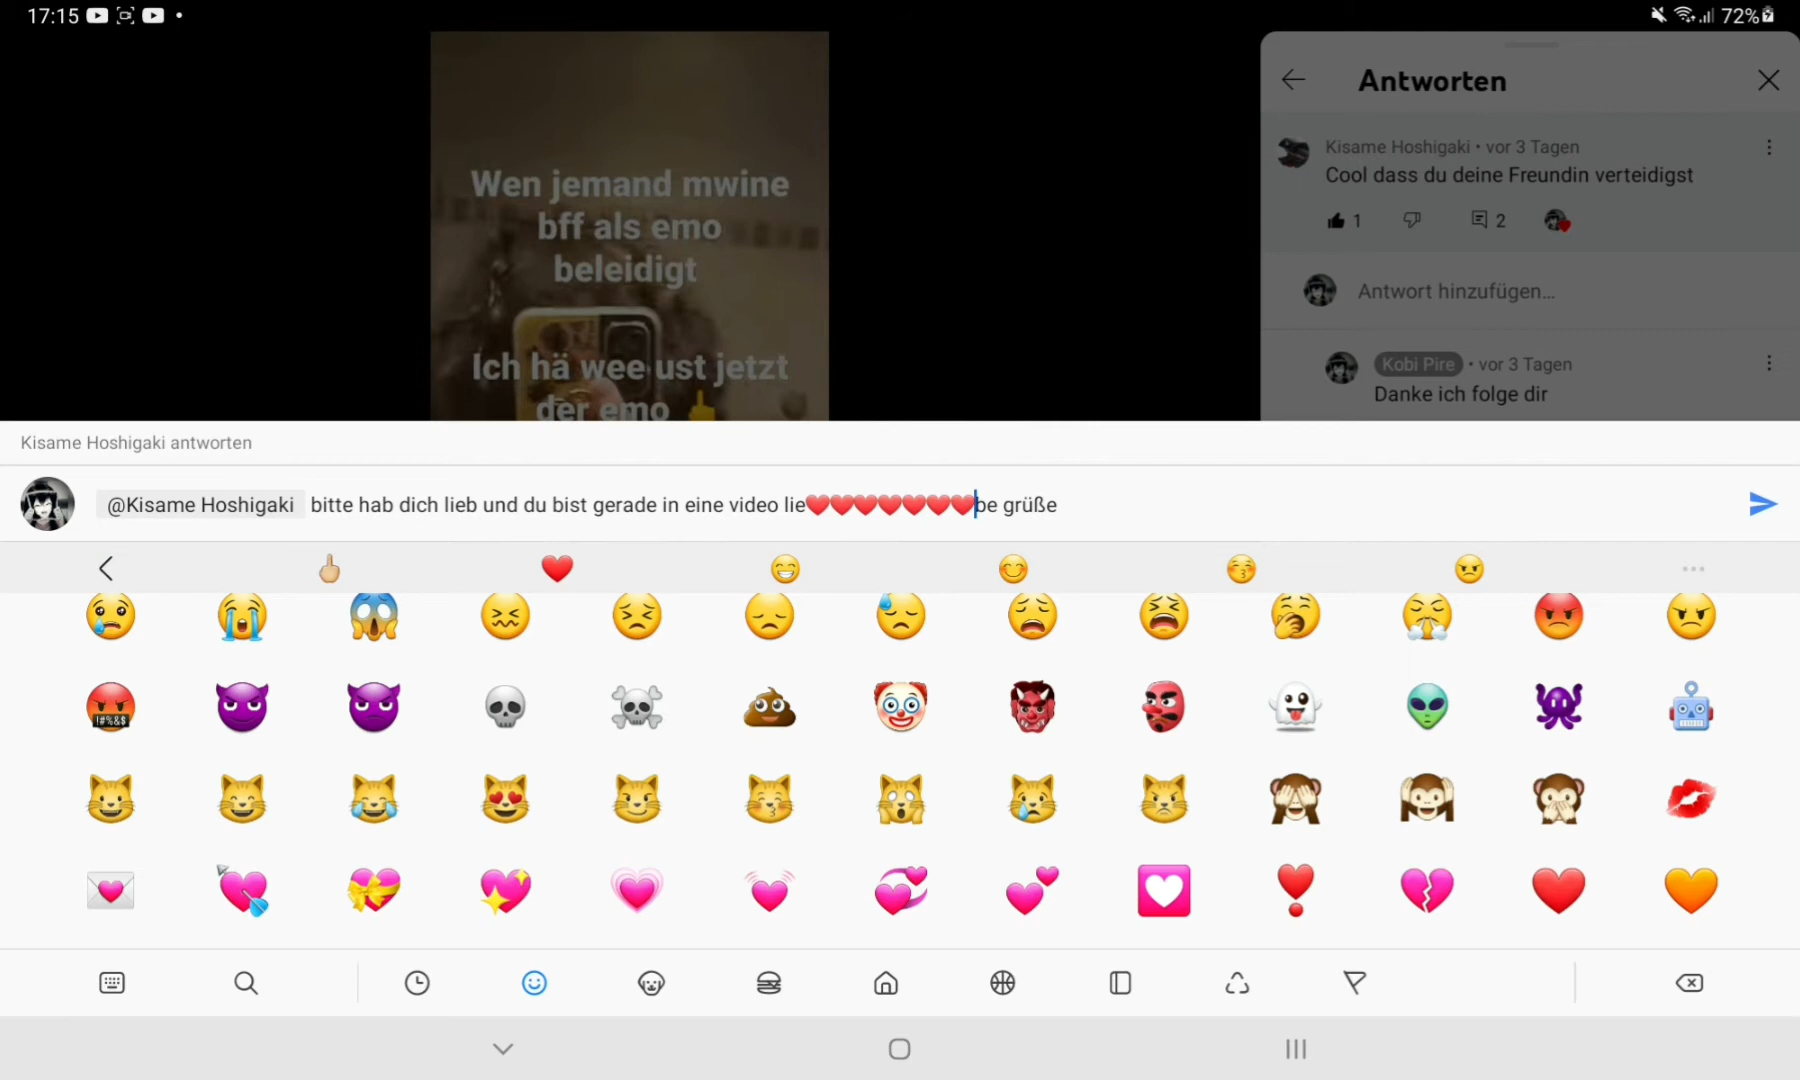 17:15
72%
Wen jemand mwine
bff als emo
beleidigt
Ich hä wee ust jetzt
der emo 🖕
Antworten
Kisame Hoshigaki • vor 3 Tagen
Cool dass du deine Freundin verteidigst
1
2
Antwort hinzufügen...
Kobi Pire • vor 3 Tagen
Danke ich folge dir
Kisame Hoshigaki antworten
@Kisame Hoshigaki bitte hab dich lieb und du bist gerade in eine video lie❤️❤️❤️❤️❤️❤️❤️be grüße
!#%&$